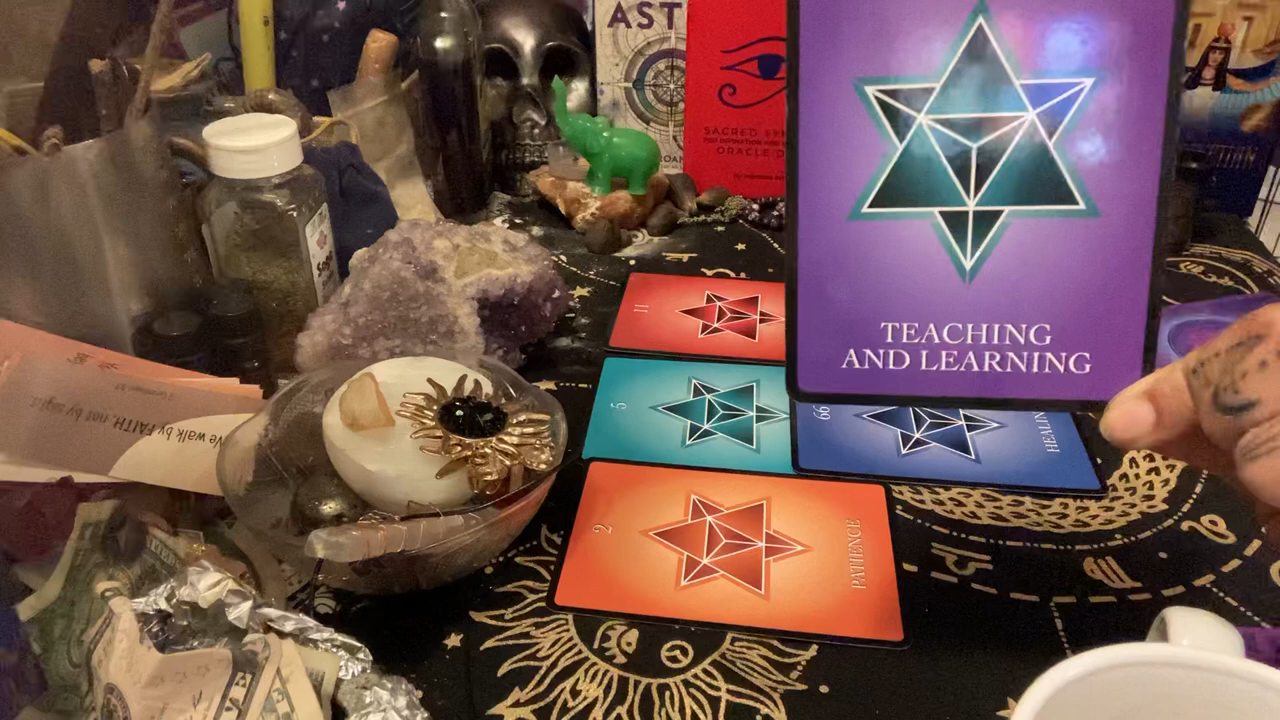 AST
SACRED
ORACLE D
TEACHING
AND LEARNING
11
5
66
HEALIN
2
PATIENCE
Sage
We walk by FAITH, not by sight.